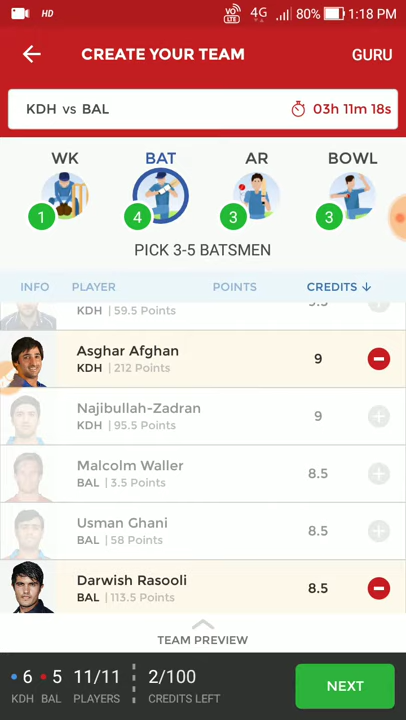 HD VO LTE 4G 80% 1:18 PM
CREATE YOUR TEAM GURU
KDH vs BAL 03h 11m 18s
WK BAT AR BOWL
1 4 3 3
PICK 3-5 BATSMEN
INFO PLAYER POINTS CREDITS ↓
KDH | 59.5 Points
Asghar Afghan 9
KDH | 212 Points
Najibullah-Zadran 9
KDH | 95.5 Points
Malcolm Waller 8.5
BAL | 3.5 Points
Usman Ghani 8.5
BAL | 58 Points
Darwish Rasooli 8.5
BAL | 113.5 Points
TEAM PREVIEW
6 5 11/11 2/100 NEXT
KDH BAL PLAYERS CREDITS LEFT